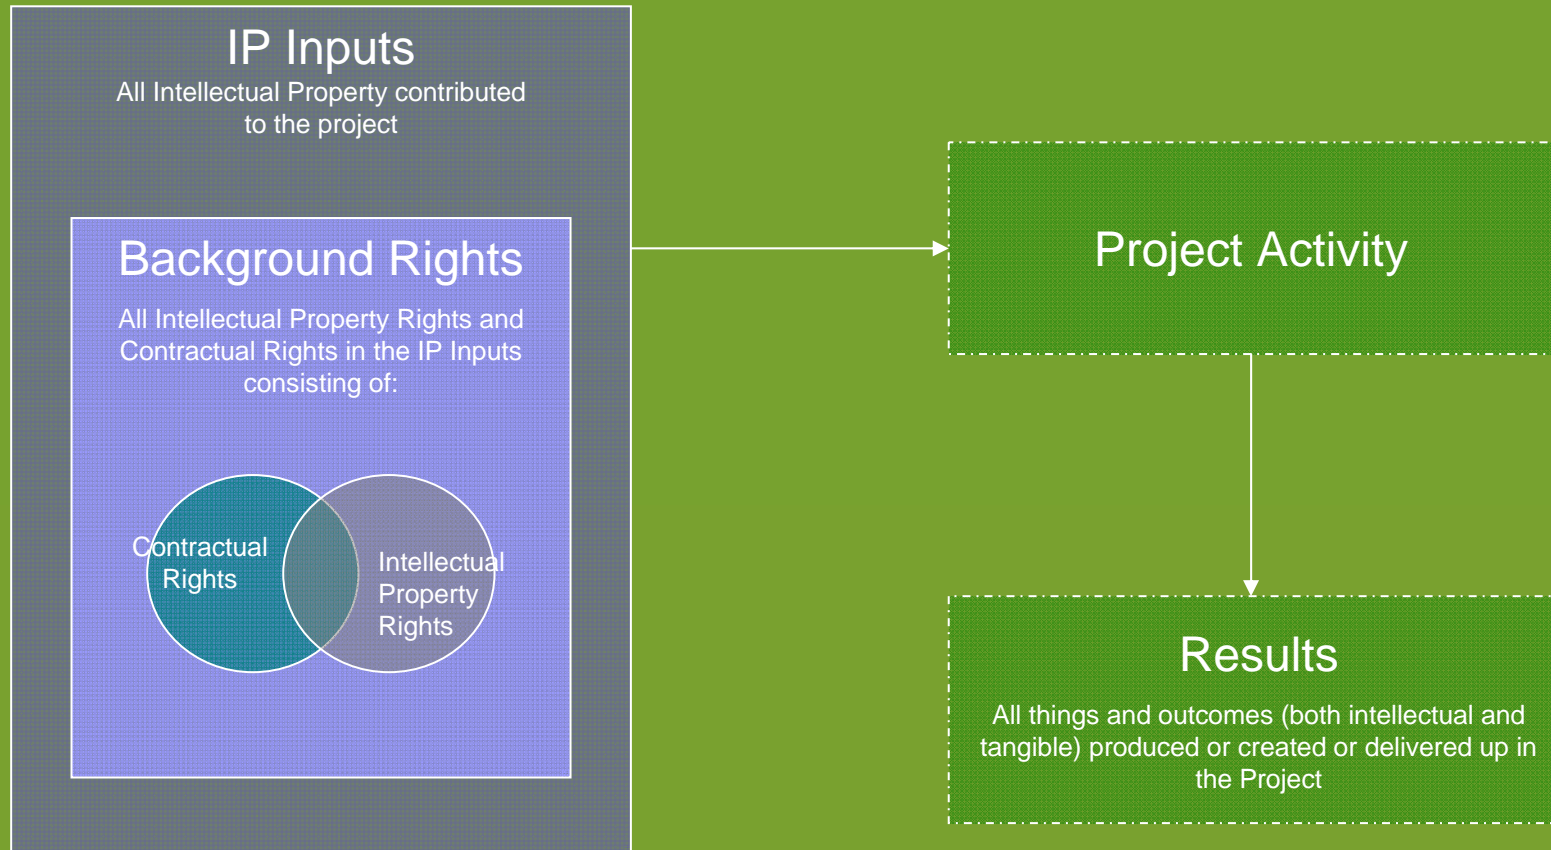 IP Inputs
All Intellectual Property contributed
to the project
Background Rights
All Intellectual Property Rights and
Contractual Rights in the IP Inputs
consisting of:
Contractual
Rights
Intellectual
Property
Rights
Project Activity
Results
All things and outcomes (both intellectual and
tangible) produced or created or delivered up in
the Project